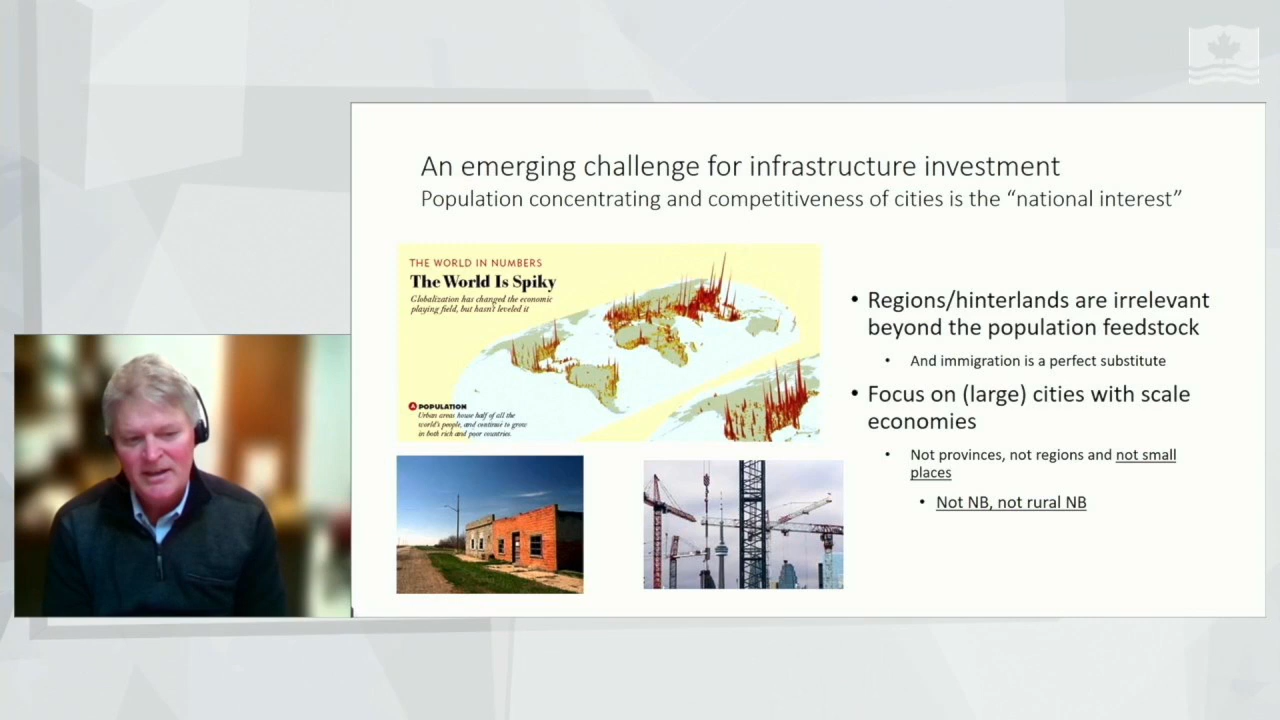 An emerging challenge for infrastructure investment
Population concentrating and competitiveness of cities is the “national interest”
THE WORLD IN NUMBERS
The World Is Spiky
Globalization has changed the economic
playing field, but hasn't leveled it
A POPULATION
Urban areas house half of all the
world's people, and continue to grow
in both rich and poor countries.
• Regions/hinterlands are irrelevant
beyond the population feedstock
• And immigration is a perfect substitute
• Focus on (large) cities with scale
economies
• Not provinces, not regions and not small
places
• Not NB, not rural NB